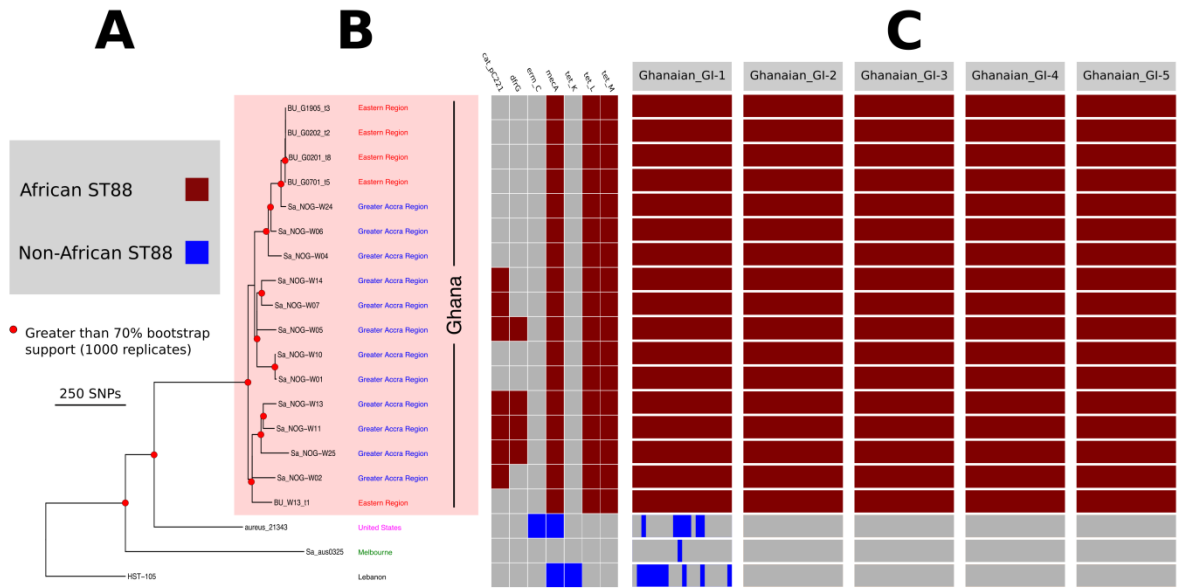 A B C
cat_pC221 dfrG erm_C mecA tet_K tet_L tet_M
Ghanaian_GI-1 Ghanaian_GI-2 Ghanaian_GI-3 Ghanaian_GI-4 Ghanaian_GI-5
African ST88
Non-African ST88
Greater than 70% bootstrap
support (1000 replicates)
250 SNPs
BU_G1905_t3 Eastern Region
BU_G0202_t2 Eastern Region
BU_G0201_t8 Eastern Region
BU_G0701_t5 Eastern Region
Sa_NOG-W24 Greater Accra Region
Sa_NOG-W06 Greater Accra Region
Sa_NOG-W04 Greater Accra Region
Sa_NOG-W14 Greater Accra Region
Sa_NOG-W07 Greater Accra Region
Sa_NOG-W05 Greater Accra Region
Sa_NOG-W10 Greater Accra Region
Sa_NOG-W01 Greater Accra Region
Sa_NOG-W13 Greater Accra Region
Sa_NOG-W11 Greater Accra Region
Sa_NOG-W25 Greater Accra Region
Sa_NOG-W02 Greater Accra Region
BU_W13_t1 Eastern Region
Ghana
aureus_21343 United States
Sa_aus0325 Melbourne
HST-105 Lebanon